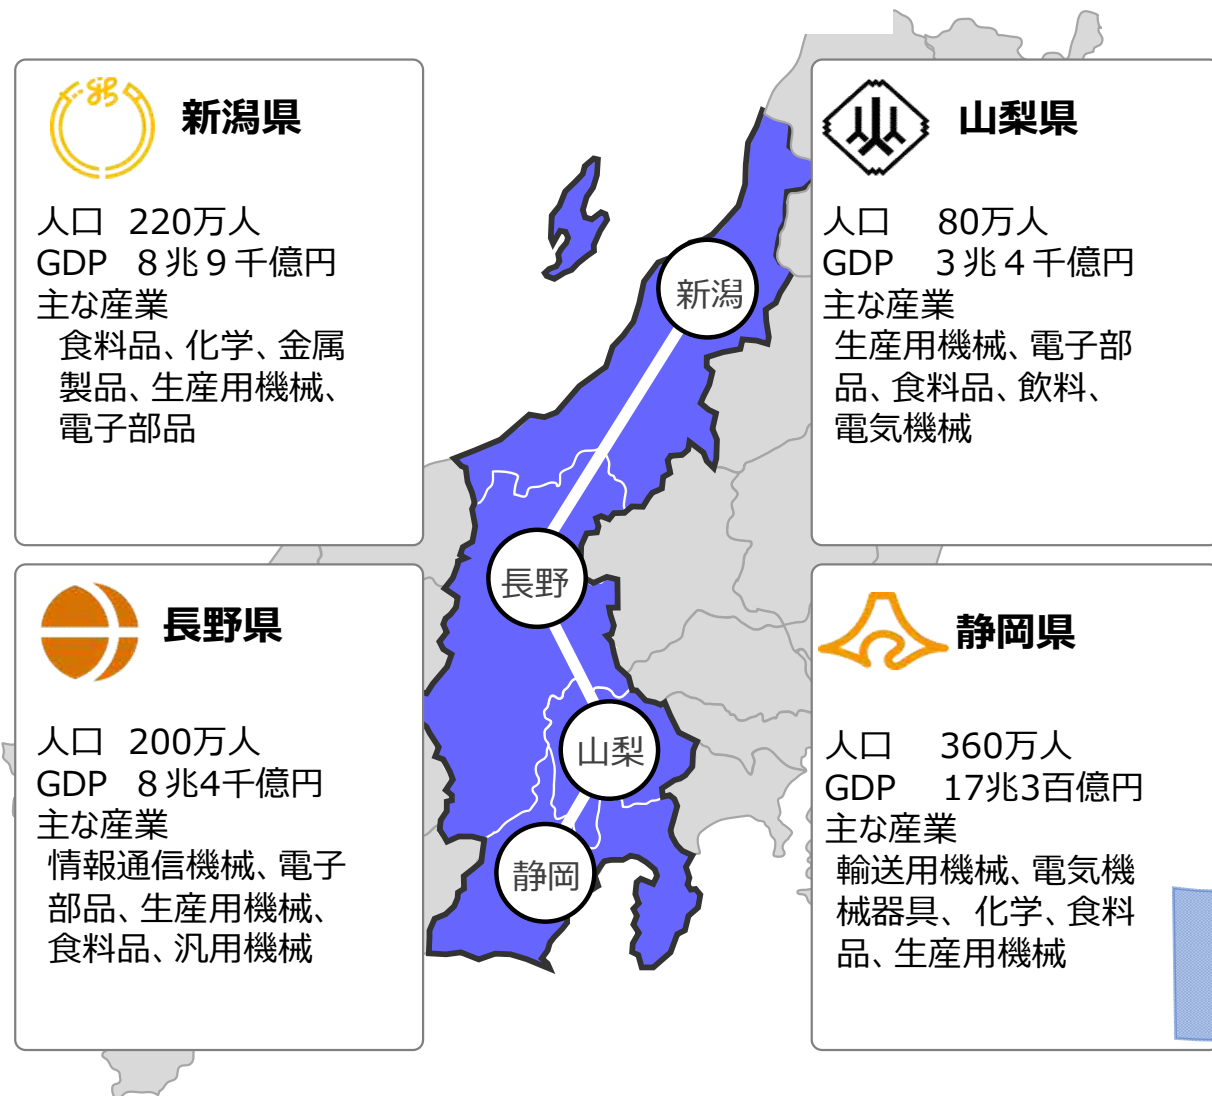 新潟県
人口 220万人
GDP ８兆９千億円
主な産業
食料品、化学、金属
製品、生産用機械、
電子部品
山梨県
人口 80万人
GDP ３兆４千億円
主な産業
生産用機械、電子部
品、食料品、飲料、
電気機械
新潟
長野
山梨
静岡
長野県
人口 200万人
GDP ８兆4千億円
主な産業
情報通信機械、電子
部品、生産用機械、
食料品、汎用機械
静岡県
人口 360万人
GDP 17兆3百億円
主な産業
輸送用機械、電気機
械器具、化学、食料
品、生産用機械